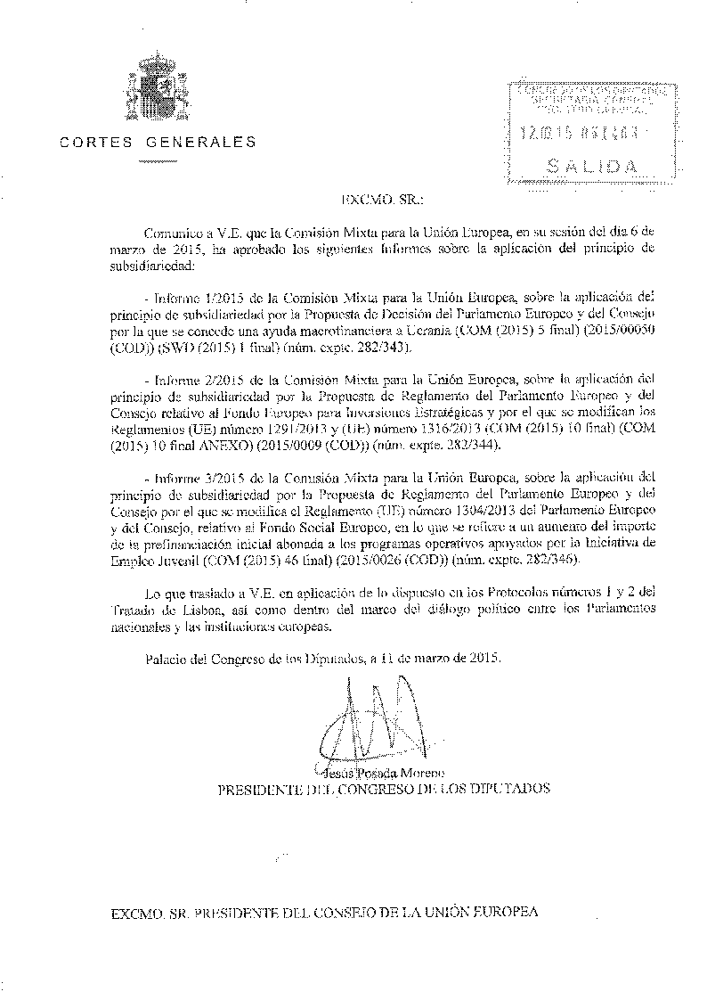 CORTES GENERALES
CONGRESO DE LOS DIPUTADOS
SECRETARIA GENERAL
SALIDA
EXCMO. SR.:
Comunico a V.E. que la Comisión Mixta para la Unión Europea, en su sesión del día 6 de
marzo de 2015, ha aprobado los siguientes Informes sobre la aplicación del principio de
subsidiariedad:
- Informe 1/2015 de la Comisión Mixta para la Unión Europea, sobre la aplicación del
principio de subsidiariedad por la Propuesta de Decisión del Parlamento Europeo y del Consejo
por la que se concede una ayuda macrofinanciera a Ucrania (COM (2015) 5 final) (2015/00050
(COD)) (SWD (2015) 1 final) (núm. expte. 282/343).
- Informe 2/2015 de la Comisión Mixta para la Unión Europea, sobre la aplicación del
principio de subsidiariedad por la Propuesta de Reglamento del Parlamento Europeo y del
Consejo relativo al Fondo Europeo para Inversiones Estratégicas y por el que se modifican los
Reglamentos (UE) número 1291/2013 y (UE) número 1316/2013 (COM (2015) 10 final) (COM
(2015) 10 final ANEXO) (2015/0009 (COD)) (núm. expte. 282/344).
- Informe 3/2015 de la Comisión Mixta para la Unión Europea, sobre la aplicación del
principio de subsidiariedad por la Propuesta de Reglamento del Parlamento Europeo y del
Consejo por el que se modifica el Reglamento (UE) número 1304/2013 del Parlamento Europeo
y del Consejo, relativo al Fondo Social Europeo, en lo que se refiere a un aumento del importe
de la prefinanciación inicial abonada a los programas operativos apoyados por la Iniciativa de
Empleo Juvenil (COM (2015) 46 final) (2015/0026 (COD)) (núm. expte. 282/346).
Lo que traslado a V.E. en aplicación de lo dispuesto en los Protocolos números 1 y 2 del
Tratado de Lisboa, así como dentro del marco del diálogo político entre los Parlamentos
nacionales y las instituciones europeas.
Palacio del Congreso de los Diputados, a 11 de marzo de 2015.
Jesús Posada Moreno
PRESIDENTE DEL CONGRESO DE LOS DIPUTADOS
EXCMO. SR. PRESIDENTE DEL CONSEJO DE LA UNIÓN EUROPEA